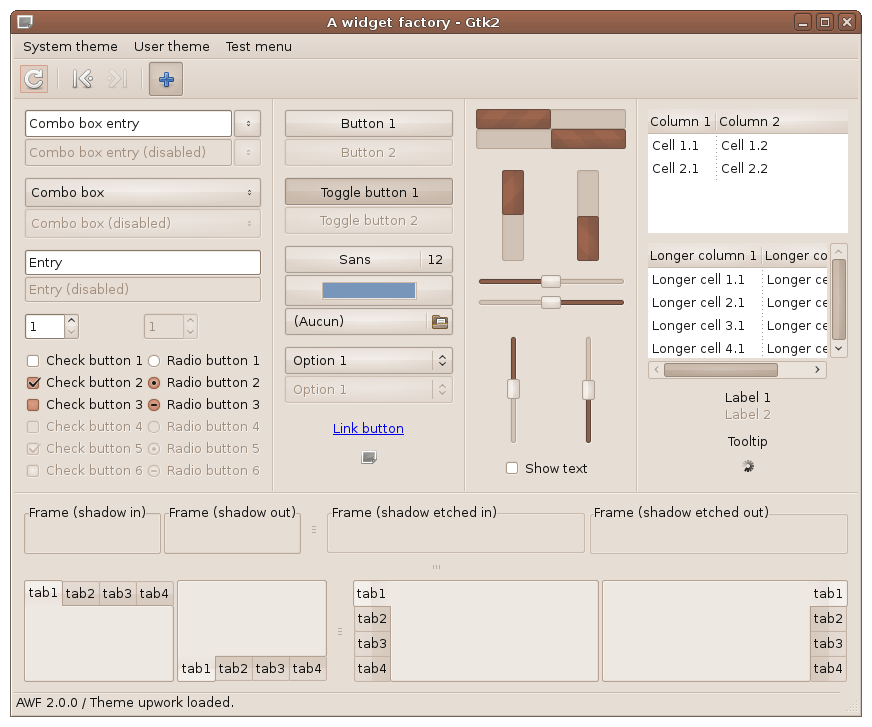 A widget factory - Gtk2
System theme User theme Test menu
Combo box entry
Combo box entry (disabled)
Combo box
Combo box (disabled)
Entry
Entry (disabled)
1 1
Check button 1 Radio button 1
Check button 2 Radio button 2
Check button 3 Radio button 3
Check button 4 Radio button 4
Check button 5 Radio button 5
Check button 6 Radio button 6
Button 1
Button 2
Toggle button 1
Toggle button 2
Sans 12
(Aucun)
Option 1
Option 1
Link button
Show text
Column 1 Column 2
Cell 1.1 Cell 1.2
Cell 2.1 Cell 2.2
Longer column 1 Longer co
Longer cell 1.1 Longer ce
Longer cell 2.1 Longer ce
Longer cell 3.1 Longer ce
Longer cell 4.1 Longer ce
Label 1
Label 2
Tooltip
Frame (shadow in) Frame (shadow out) Frame (shadow etched in) Frame (shadow etched out)
tab1 tab2 tab3 tab4
tab1 tab2 tab3 tab4
tab1
tab2
tab3
tab4
tab1
tab2
tab3
tab4
AWF 2.0.0 / Theme upwork loaded.